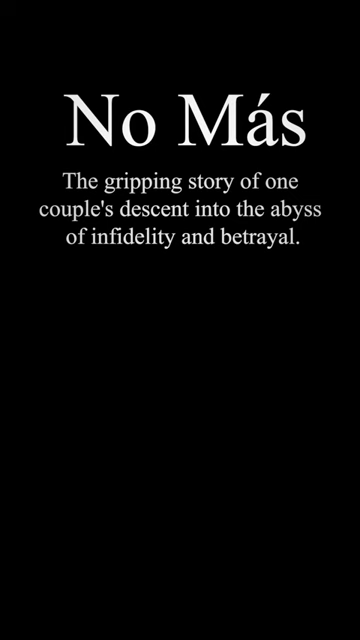 No Más
The gripping story of one
couple's descent into the abyss
of infidelity and betrayal.